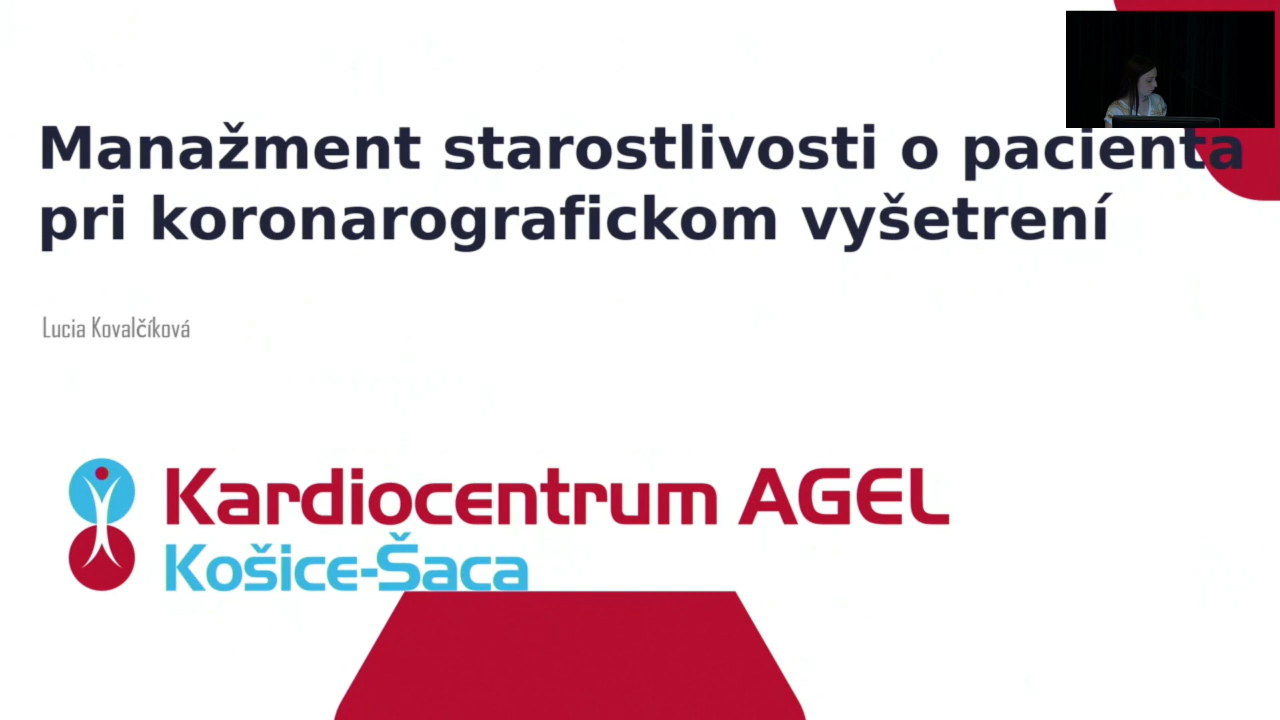 Manažment starostlivosti o pacienta
pri koronarografickom vyšetrení
Lucia Kovalčíková
Kardiocentrum AGEL
Košice-Šaca